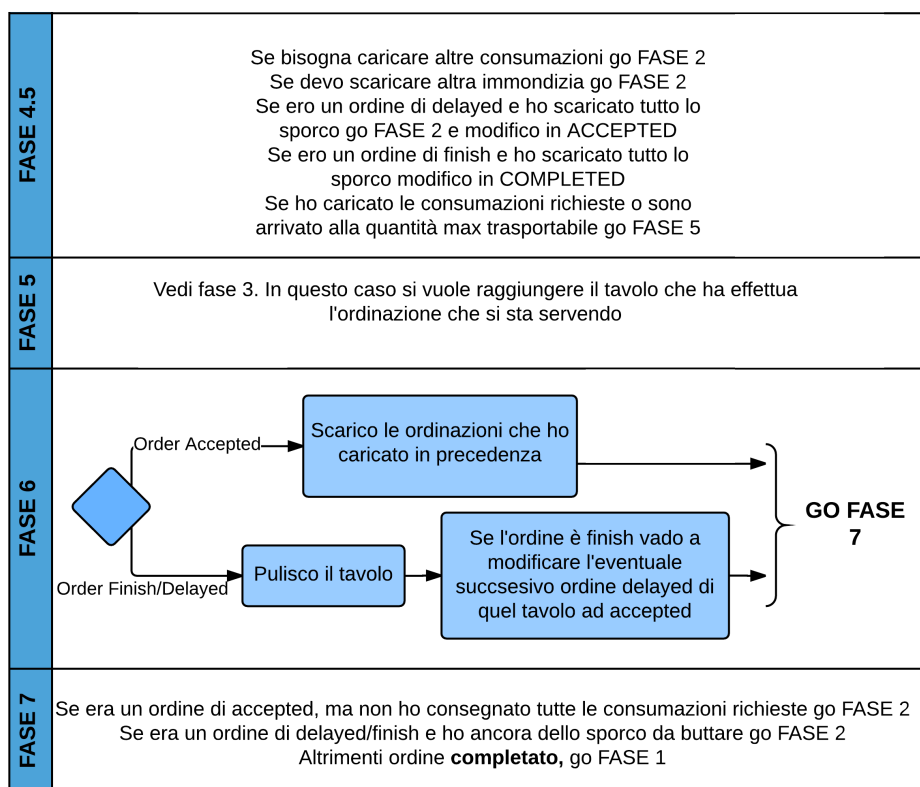 FASE 4.5
Se bisogna caricare altre consumazioni go FASE 2
Se devo scaricare altra immondizia go FASE 2
Se ero un ordine di delayed e ho scaricato tutto lo
sporco go FASE 2 e modifico in ACCEPTED
Se ero un ordine di finish e ho scaricato tutto lo
sporco modifico in COMPLETED
Se ho caricato le consumazioni richieste o sono
arrivato alla quantità max trasportabile go FASE 5
FASE 5
Vedi fase 3. In questo caso si vuole raggiungere il tavolo che ha effettua
l'ordinazione che si sta servendo
FASE 6
Order Accepted
Scarico le ordinazioni che ho
caricato in precedenza
Order Finish/Delayed
Pulisco il tavolo
Se l'ordine è finish vado a
modificare l'eventuale
succsesivo ordine delayed di
quel tavolo ad accepted
GO FASE
7
FASE 7
Se era un ordine di accepted, ma non ho consegnato tutte le consumazioni richieste go FASE 2
Se era un ordine di delayed/finish e ho ancora dello sporco da buttare go FASE 2
Altrimenti ordine completato, go FASE 1